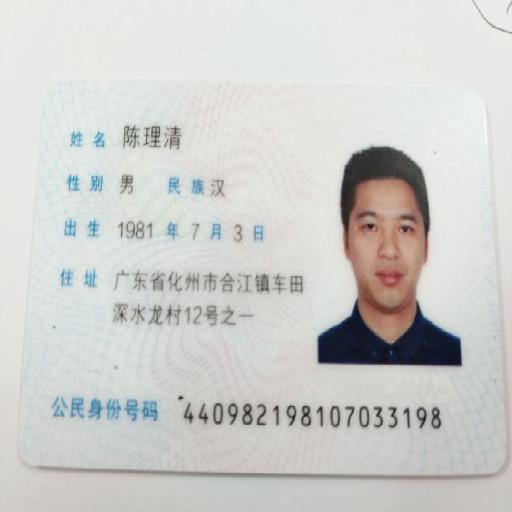 姓名 陈理清
性别 男 民族 汉
出生 1981 年 7 月 3 日
住址 广东省化州市合江镇车田
深水龙村12号之一
公民身份号码 440982198107033198